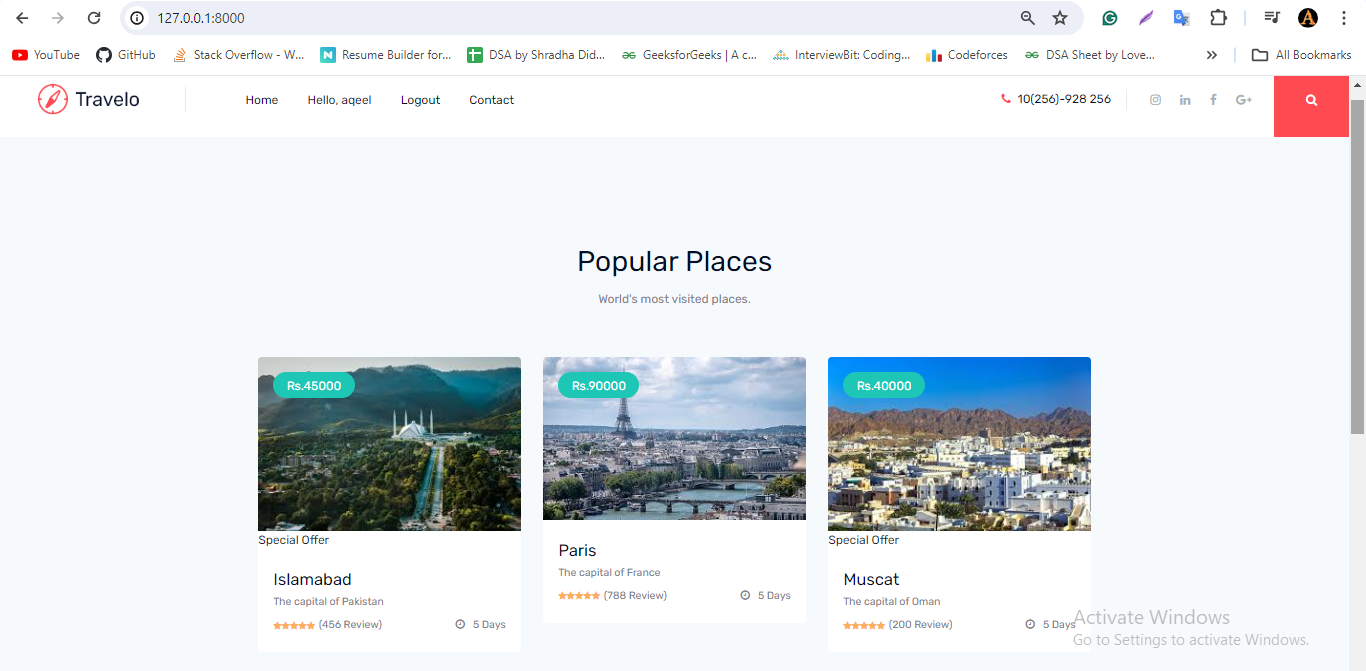 127.0.0.1:8000
YouTube GitHub Stack Overflow - W... Resume Builder for... DSA by Shradha Did... GeeksforGeeks | A c... InterviewBit: Coding... Codeforces DSA Sheet by Love... » All Bookmarks
Travelo Home Hello, aqeel Logout Contact 10(256)-928 256
Popular Places
World's most visited places.
Rs.45000 Rs.90000 Rs.40000
Special Offer
Islamabad
The capital of Pakistan
(456 Review) 5 Days
Paris
The capital of France
(788 Review) 5 Days
Special Offer
Muscat
The capital of Oman
(200 Review) 5 Days
Activate Windows
Go to Settings to activate Windows.